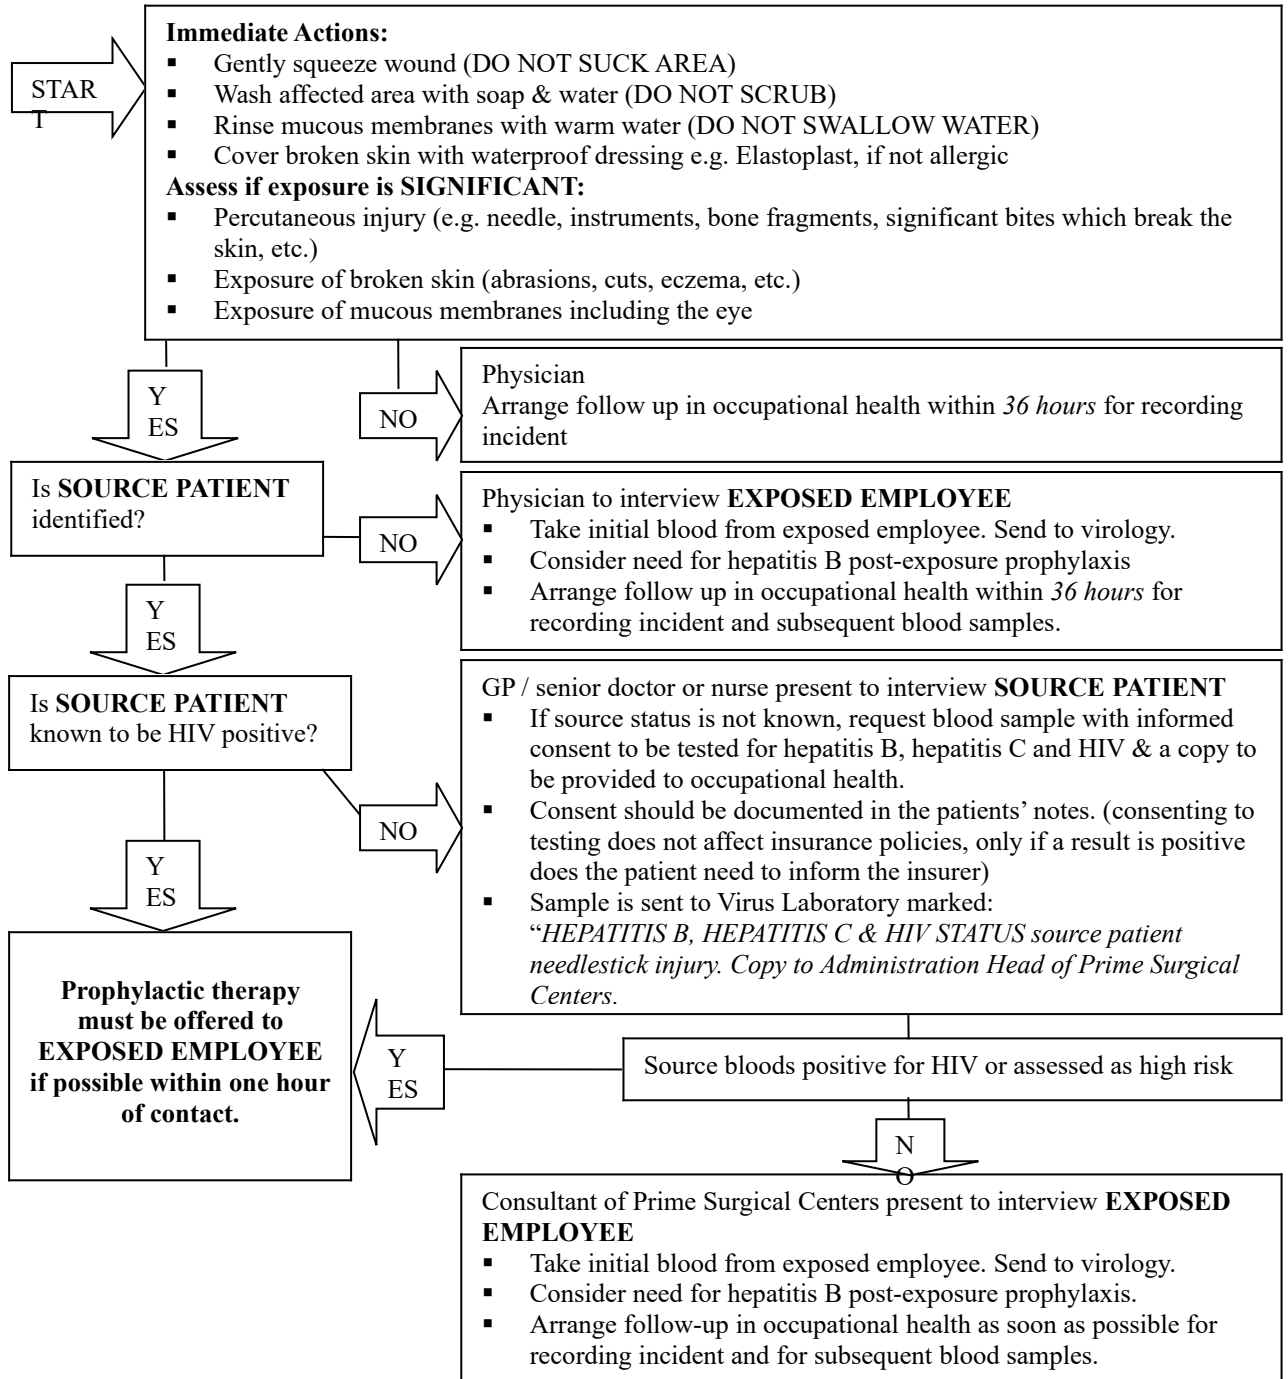 Immediate Actions:
▪ Gently squeeze wound (DO NOT SUCK AREA)
STAR
T
▪ Wash affected area with soap & water (DO NOT SCRUB)
▪ Rinse mucous membranes with warm water (DO NOT SWALLOW WATER)
▪ Cover broken skin with waterproof dressing e.g. Elastoplast, if not allergic
Assess if exposure is SIGNIFICANT:
▪ Percutaneous injury (e.g. needle, instruments, bone fragments, significant bites which break the
skin, etc.)
▪ Exposure of broken skin (abrasions, cuts, eczema, etc.)
▪ Exposure of mucous membranes including the eye
Y
ES
NO
Physician
Arrange follow up in occupational health within 36 hours for recording
incident
Is SOURCE PATIENT
identified?
NO
Physician to interview EXPOSED EMPLOYEE
▪ Take initial blood from exposed employee. Send to virology.
▪ Consider need for hepatitis B post-exposure prophylaxis
▪ Arrange follow up in occupational health within 36 hours for
recording incident and subsequent blood samples.
Y
ES
Is SOURCE PATIENT
known to be HIV positive?
NO
GP / senior doctor or nurse present to interview SOURCE PATIENT
▪ If source status is not known, request blood sample with informed
consent to be tested for hepatitis B, hepatitis C and HIV & a copy to
be provided to occupational health.
▪ Consent should be documented in the patients’ notes. (consenting to
testing does not affect insurance policies, only if a result is positive
does the patient need to inform the insurer)
▪ Sample is sent to Virus Laboratory marked:
“HEPATITIS B, HEPATITIS C & HIV STATUS source patient
needlestick injury. Copy to Administration Head of Prime Surgical
Centers.
Y
ES
Prophylactic therapy
must be offered to
EXPOSED EMPLOYEE
if possible within one hour
of contact.
Y
ES
Source bloods positive for HIV or assessed as high risk
N
O
Consultant of Prime Surgical Centers present to interview EXPOSED
EMPLOYEE
▪ Take initial blood from exposed employee. Send to virology.
▪ Consider need for hepatitis B post-exposure prophylaxis.
▪ Arrange follow-up in occupational health as soon as possible for
recording incident and for subsequent blood samples.